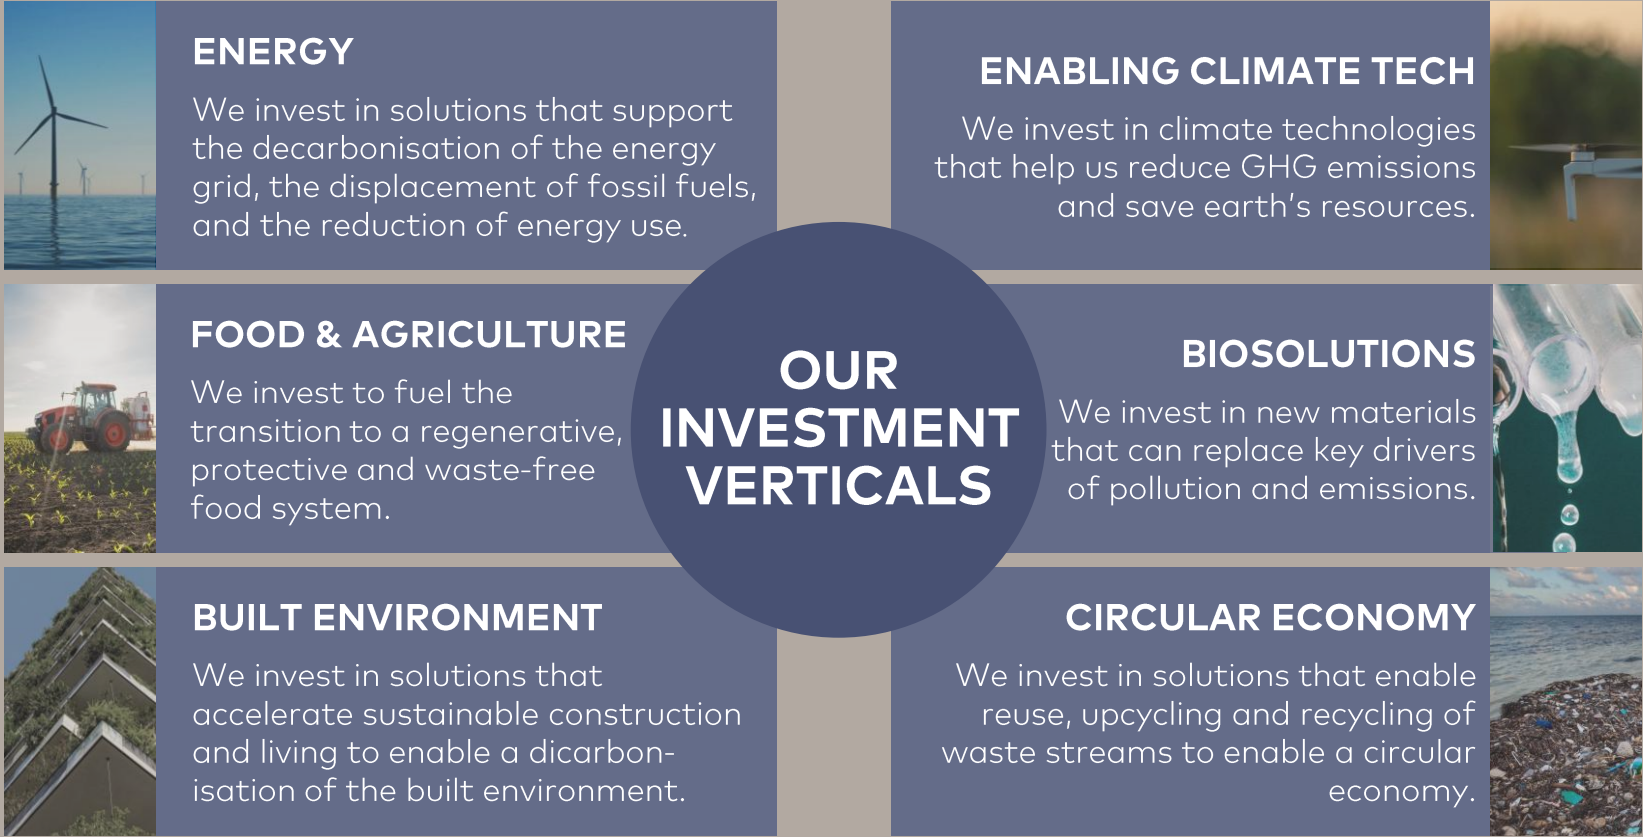 ENERGY
We invest in solutions that support
the decarbonisation of the energy
grid, the displacement of fossil fuels,
and the reduction of energy use.
FOOD & AGRICULTURE
We invest to fuel the
transition to a regenerative,
protective and waste-free
food system.
BUILT ENVIRONMENT
We invest in solutions that
accelerate sustainable construction
and living to enable a dicarbon-
isation of the built environment.
OUR
INVESTMENT
VERTICALS
ENABLING CLIMATE TECH
We invest in climate technologies
that help us reduce GHG emissions
and save earth’s resources.
BIOSOLUTIONS
We invest in new materials
that can replace key drivers
of pollution and emissions.
CIRCULAR ECONOMY
We invest in solutions that enable
reuse, upcycling and recycling of
waste streams to enable a circular
economy.